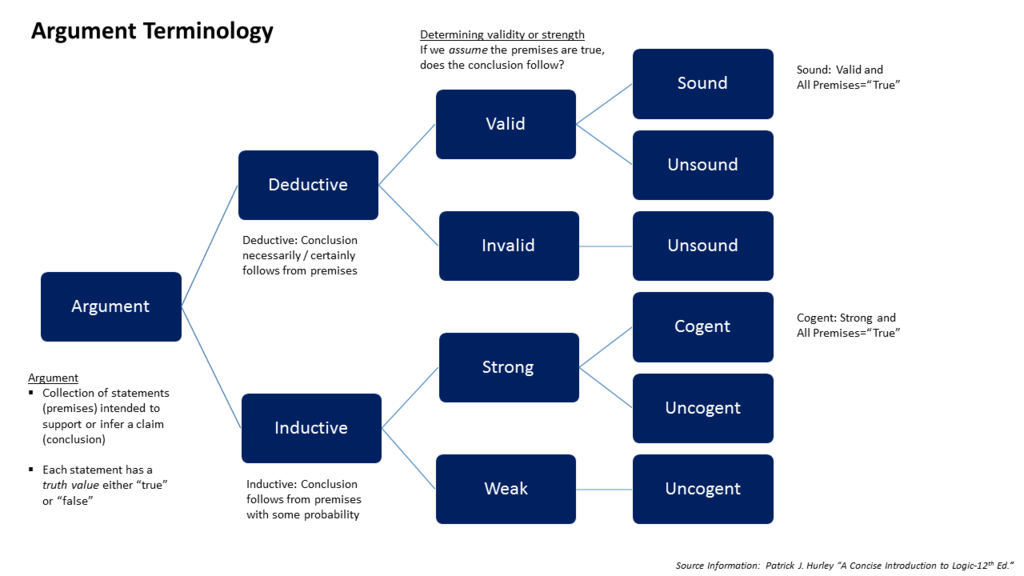 Argument Terminology
Determining validity or strength
If we assume the premises are true,
does the conclusion follow?
Sound
Sound: Valid and
All Premises=“True”
Valid
Unsound
Deductive
Deductive: Conclusion
necessarily / certainly
follows from premises
Invalid
Unsound
Argument
Cogent
Cogent: Strong and
All Premises=“True”
Strong
Argument
▪ Collection of statements
(premises) intended to
support or infer a claim
(conclusion)
▪ Each statement has a
truth value either “true”
or “false”
Uncogent
Inductive
Inductive: Conclusion
follows from premises
with some probability
Weak
Uncogent
Source Information: Patrick J. Hurley “A Concise Introduction to Logic-12th Ed.”